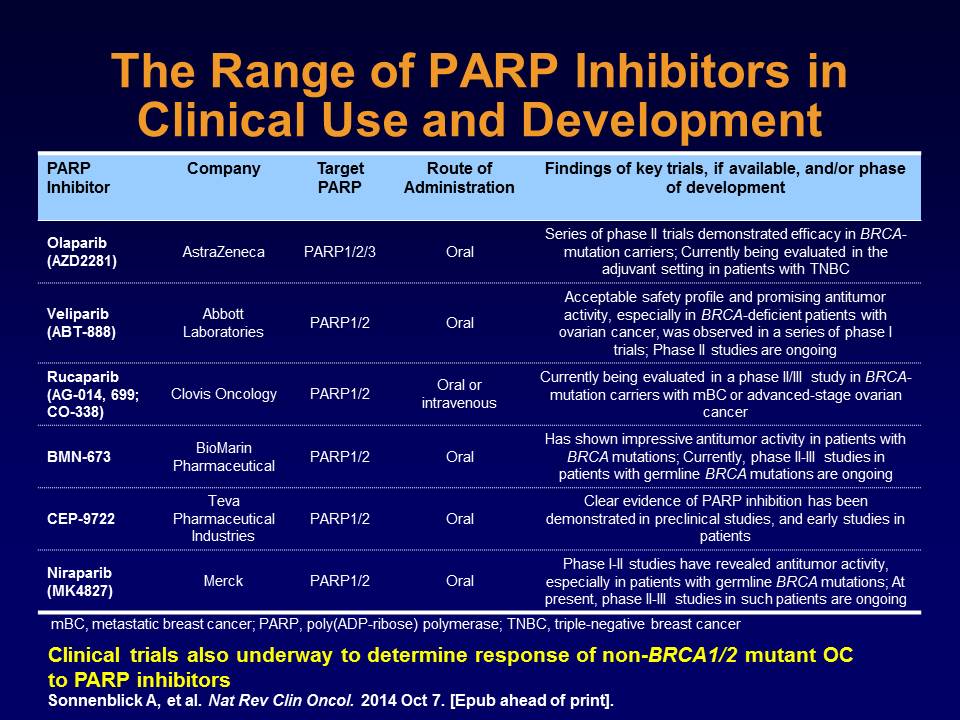 The Range of PARP Inhibitors in
Clinical Use and Development
PARP
Inhibitor
Company
Target
PARP
Route of
Administration
Findings of key trials, if available, and/or phase
of development
Olaparib
(AZD2281)
AstraZeneca
PARP1/2/3
Oral
Series of phase II trials demonstrated efficacy in BRCA-
mutation carriers; Currently being evaluated in the
adjuvant setting in patients with TNBC
Veliparib
(ABT-888)
Abbott
Laboratories
PARP1/2
Oral
Acceptable safety profile and promising antitumor
activity, especially in BRCA-deficient patients with
ovarian cancer, was observed in a series of phase I
trials; Phase II studies are ongoing
Rucaparib
(AG-014, 699;
CO-338)
Clovis Oncology
PARP1/2
Oral or
intravenous
Currently being evaluated in a phase II/III study in BRCA-
mutation carriers with mBC or advanced-stage ovarian
cancer
BMN-673
BioMarin
Pharmaceutical
PARP1/2
Oral
Has shown impressive antitumor activity in patients with
BRCA mutations; Currently, phase II-III studies in
patients with germline BRCA mutations are ongoing
CEP-9722
Teva
Pharmaceutical
Industries
PARP1/2
Oral
Clear evidence of PARP inhibition has been
demonstrated in preclinical studies, and early studies in
patients
Niraparib
(MK4827)
Merck
PARP1/2
Oral
Phase I-II studies have revealed antitumor activity,
especially in patients with germline BRCA mutations; At
present, phase II-III studies in such patients are ongoing
mBC, metastatic breast cancer; PARP, poly(ADP-ribose) polymerase; TNBC, triple-negative breast cancer
Clinical trials also underway to determine response of non-BRCA1/2 mutant OC
to PARP inhibitors
Sonnenblick A, et al. Nat Rev Clin Oncol. 2014 Oct 7. [Epub ahead of print].